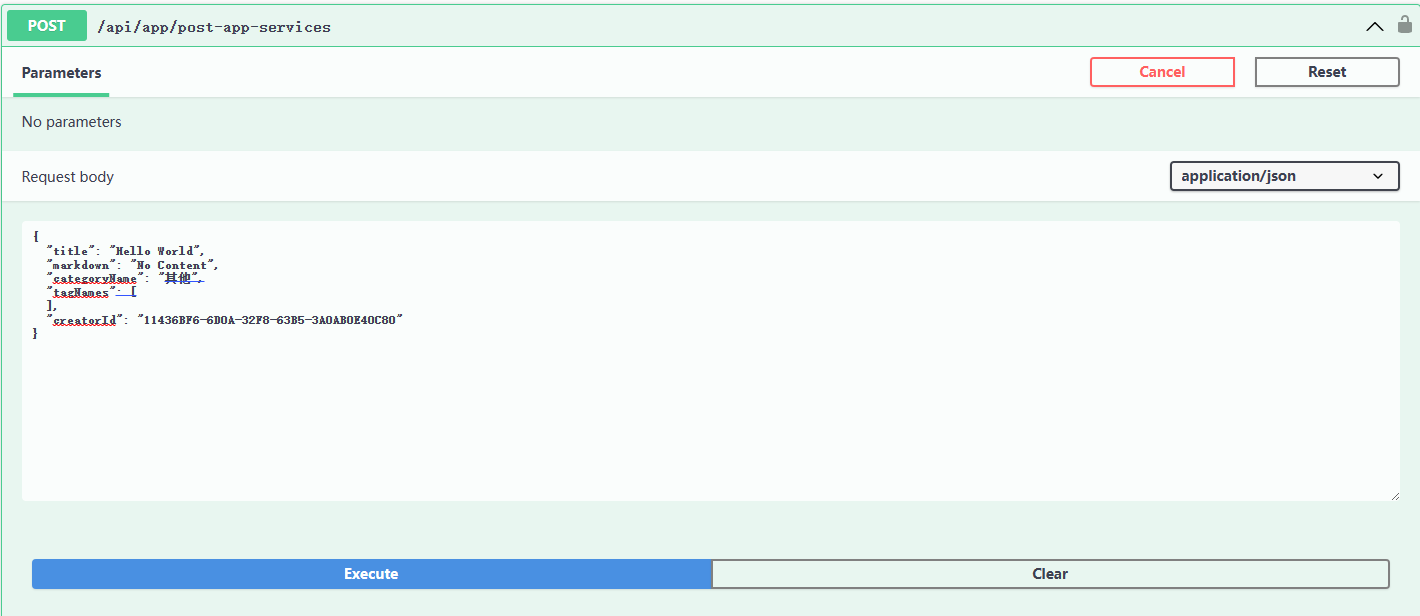 POST /api/app/post-app-services
Parameters
Cancel
Reset
No parameters
Request body
application/json
{
"title": "Hello World",
"markdown": "No Content",
"categoryName": "其他",
"tagNames": [
],
"creatorId": "11436BF6-6D0A-32F8-63B5-3A0AB0E40C80"
}
Execute
Clear